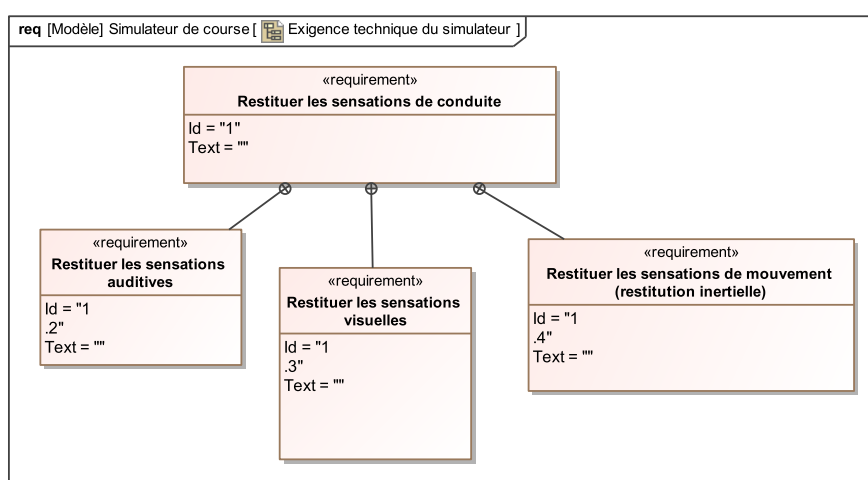 req [Modèle] Simulateur de course [ Exigence technique du simulateur ]
«requirement»
Restituer les sensations de conduite
Id = "1"
Text = ""
«requirement»
Restituer les sensations
auditives
Id = "1
.2"
Text = ""
«requirement»
Restituer les sensations
visuelles
Id = "1
.3"
Text = ""
«requirement»
Restituer les sensations de mouvement
(restitution inertielle)
Id = "1
.4"
Text = ""